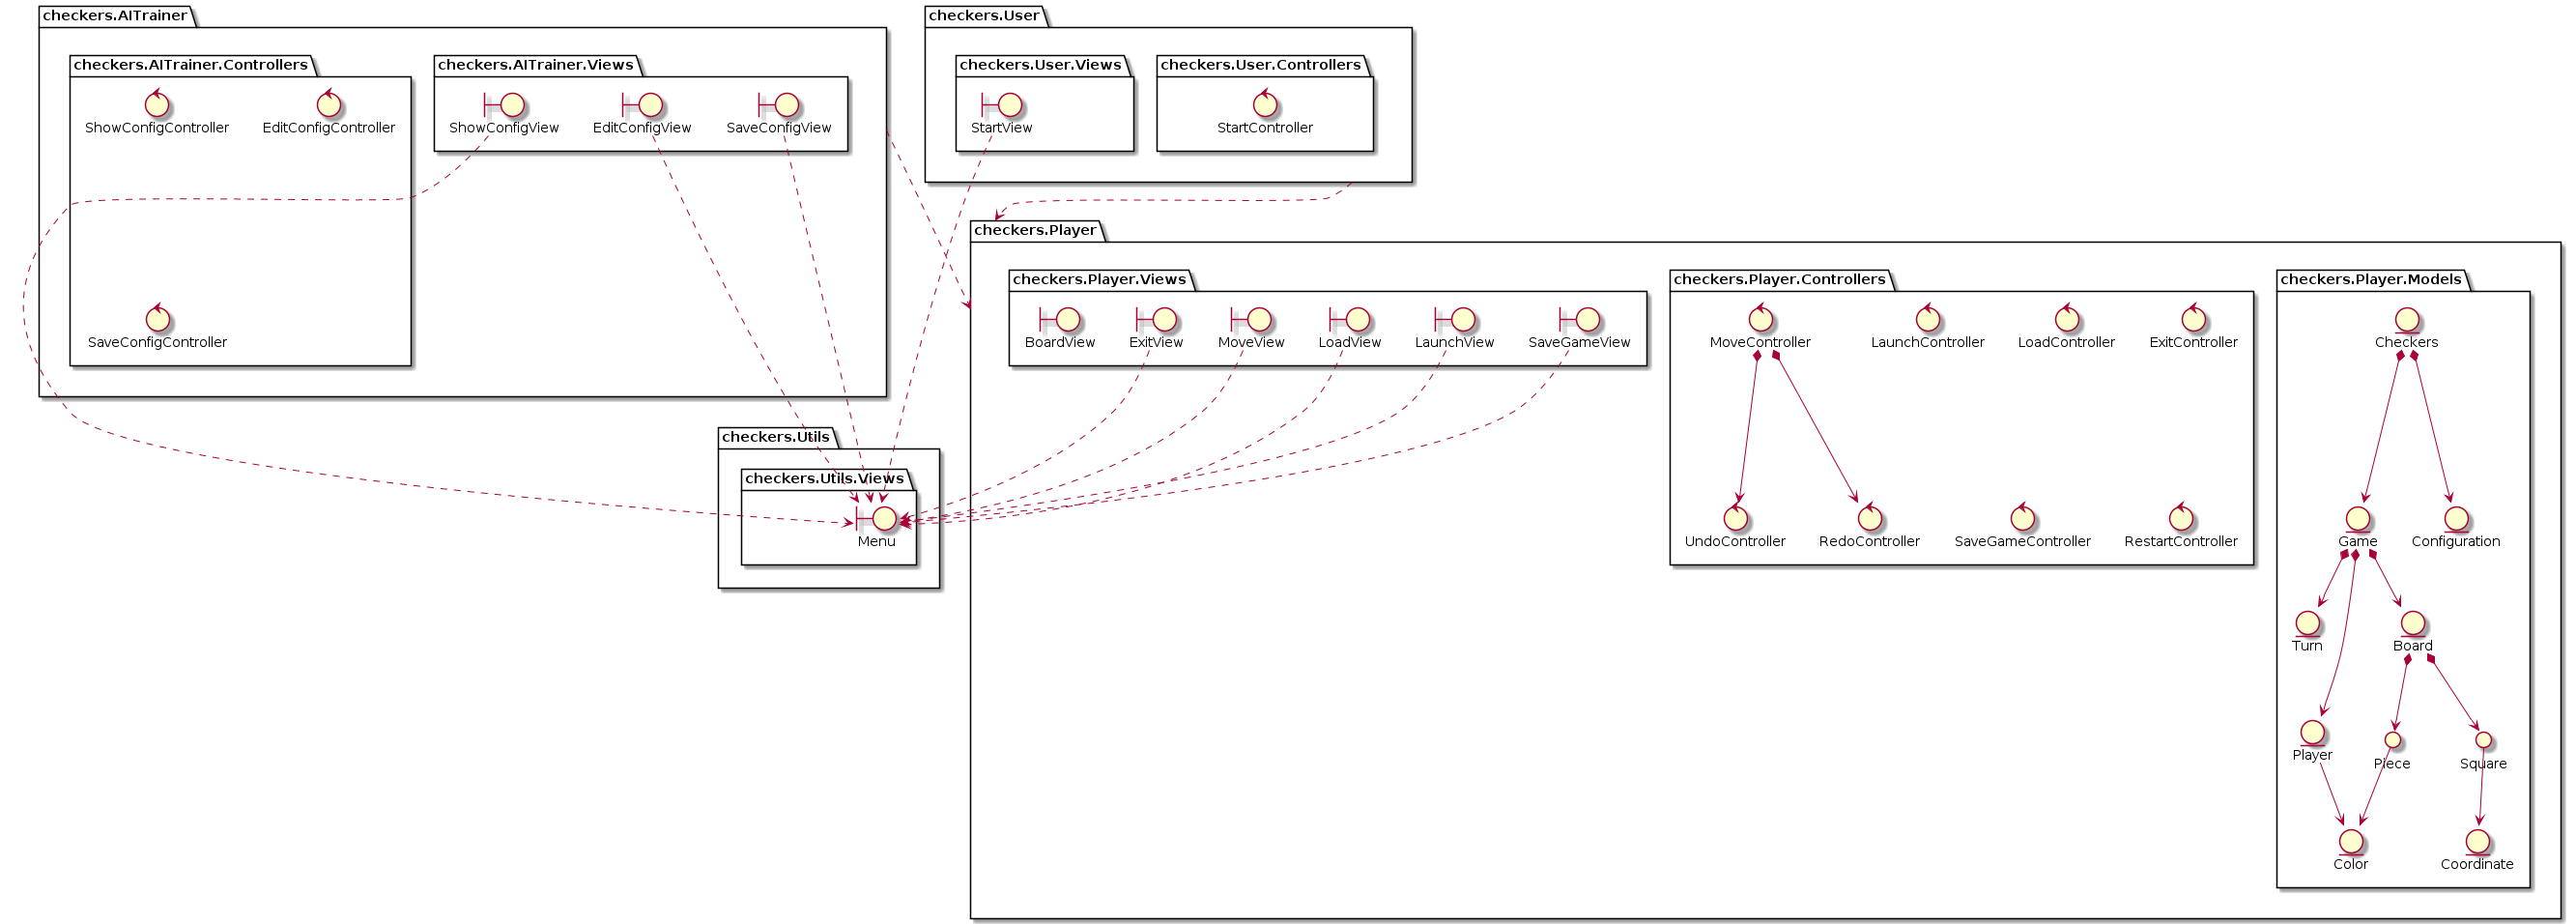 checkers.AITrainer
checkers.AITrainer.Controllers
ShowConfigController
EditConfigController
SaveConfigController
checkers.AITrainer.Views
ShowConfigView
EditConfigView
SaveConfigView
checkers.User
checkers.User.Views
StartView
checkers.User.Controllers
StartController
checkers.Utils
checkers.Utils.Views
Menu
checkers.Player
checkers.Player.Views
BoardView
ExitView
MoveView
LoadView
LaunchView
SaveGameView
checkers.Player.Controllers
MoveController
LaunchController
LoadController
ExitController
UndoController
RedoController
SaveGameController
RestartController
checkers.Player.Models
Checkers
Game
Configuration
Turn
Board
Player
Piece
Square
Color
Coordinate